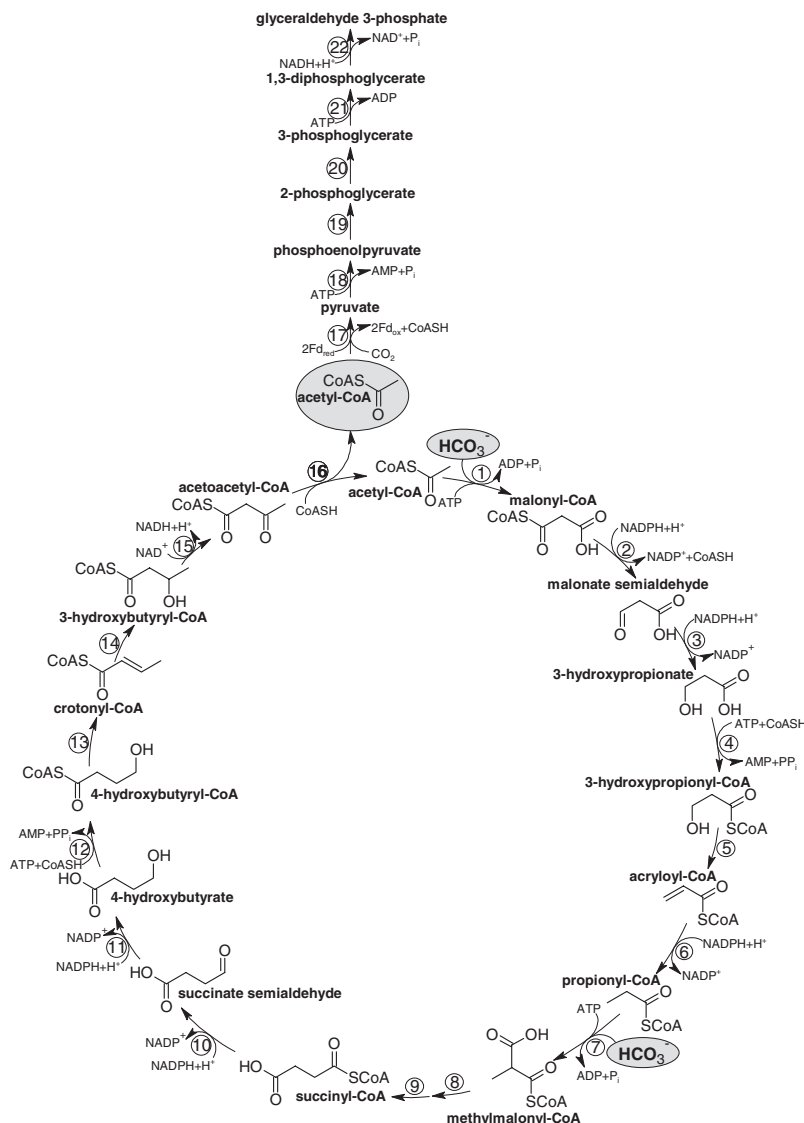 glyceraldehyde 3-phosphate
22
NAD⁺+Pᵢ
NADH+H⁺
1,3-diphosphoglycerate
21
ADP
ATP
3-phosphoglycerate
20
2-phosphoglycerate
19
phosphoenolpyruvate
18
AMP+Pᵢ
ATP
pyruvate
17
2Fdₒₓ+CoASH
2Fd_red
CO₂
CoAS
acetyl-CoA
O
HCO₃⁻
16
acetoacetyl-CoA
CoAS
O
O
CoASH
CoAS
acetyl-CoA
O
1
ADP+Pᵢ
ATP
malonyl-CoA
CoAS
O
O
OH
NADPH+H⁺
2
NADP⁺+CoASH
malonate semialdehyde
O
O
OH
NADPH+H⁺
3
NADP⁺
3-hydroxypropionate
O
OH
OH
ATP+CoASH
4
AMP+PPᵢ
3-hydroxypropionyl-CoA
O
OH
SCoA
5
acryloyl-CoA
O
SCoA
6
NADPH+H⁺
NADP⁺
propionyl-CoA
O
SCoA
ATP
7
HCO₃⁻
ADP+Pᵢ
O
OH
O
SCoA
methylmalonyl-CoA
8
9
HO
O
O
SCoA
succinyl-CoA
NADP⁺
10
NADPH+H⁺
O
HO
O
succinate semialdehyde
NADP⁺
11
NADPH+H⁺
OH
HO
O
4-hydroxybutyrate
AMP+PPᵢ
12
ATP+CoASH
OH
CoAS
O
4-hydroxybutyryl-CoA
13
crotonyl-CoA
CoAS
O
14
3-hydroxybutyryl-CoA
CoAS
O
OH
NADH+H⁺
15
NAD⁺